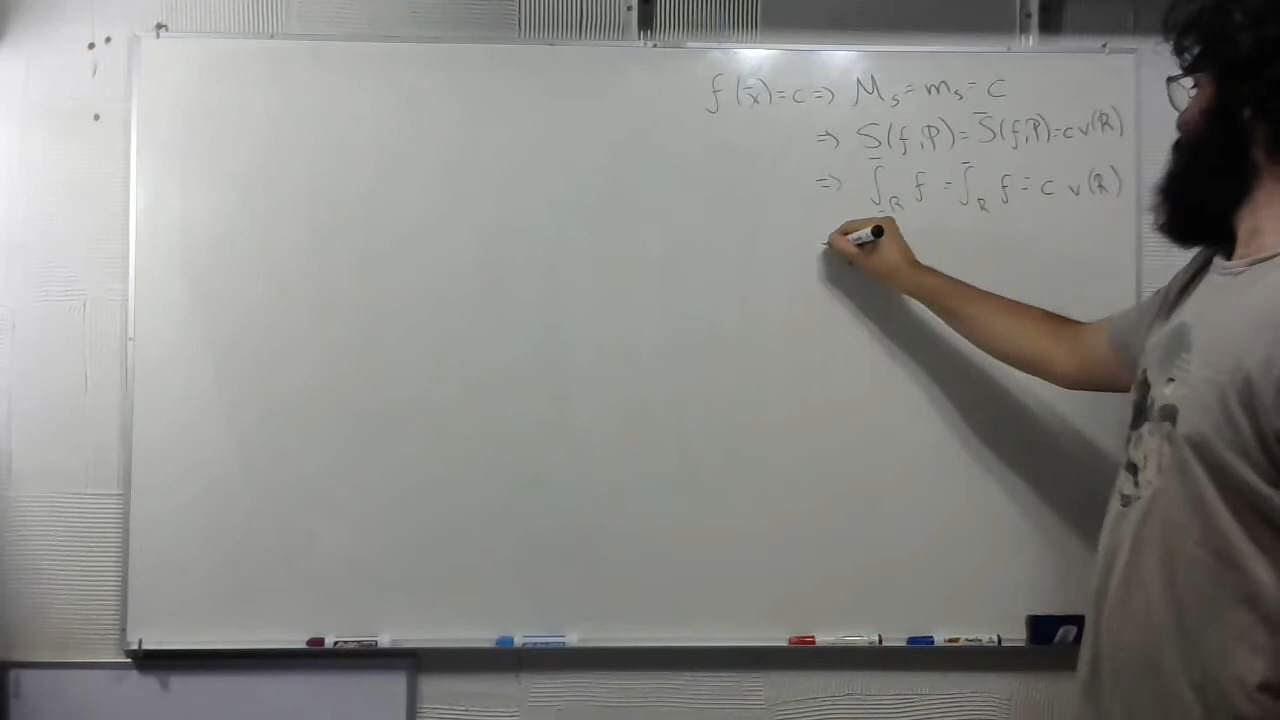 f(x̄)=c ⇒ M_s = m_s = c
⇒ S̲(f,P) = S̄(f,P) = c v(R)
⇒ ∫̲_R f = ∫̄_R f = c v(R)